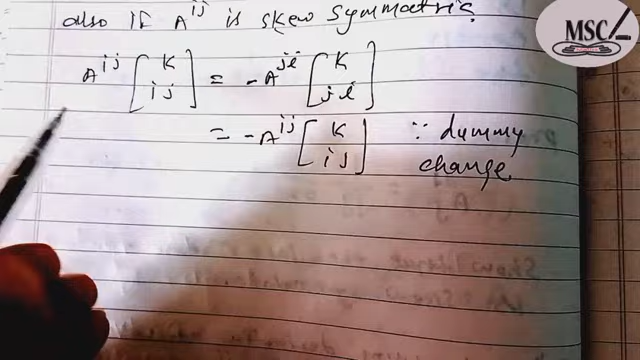 also if A^ij is skew symmetric.
A^ij [k ij] = -A^ji [k ji]
= -A^ij [k ij] ∵ dummy
change
MSC